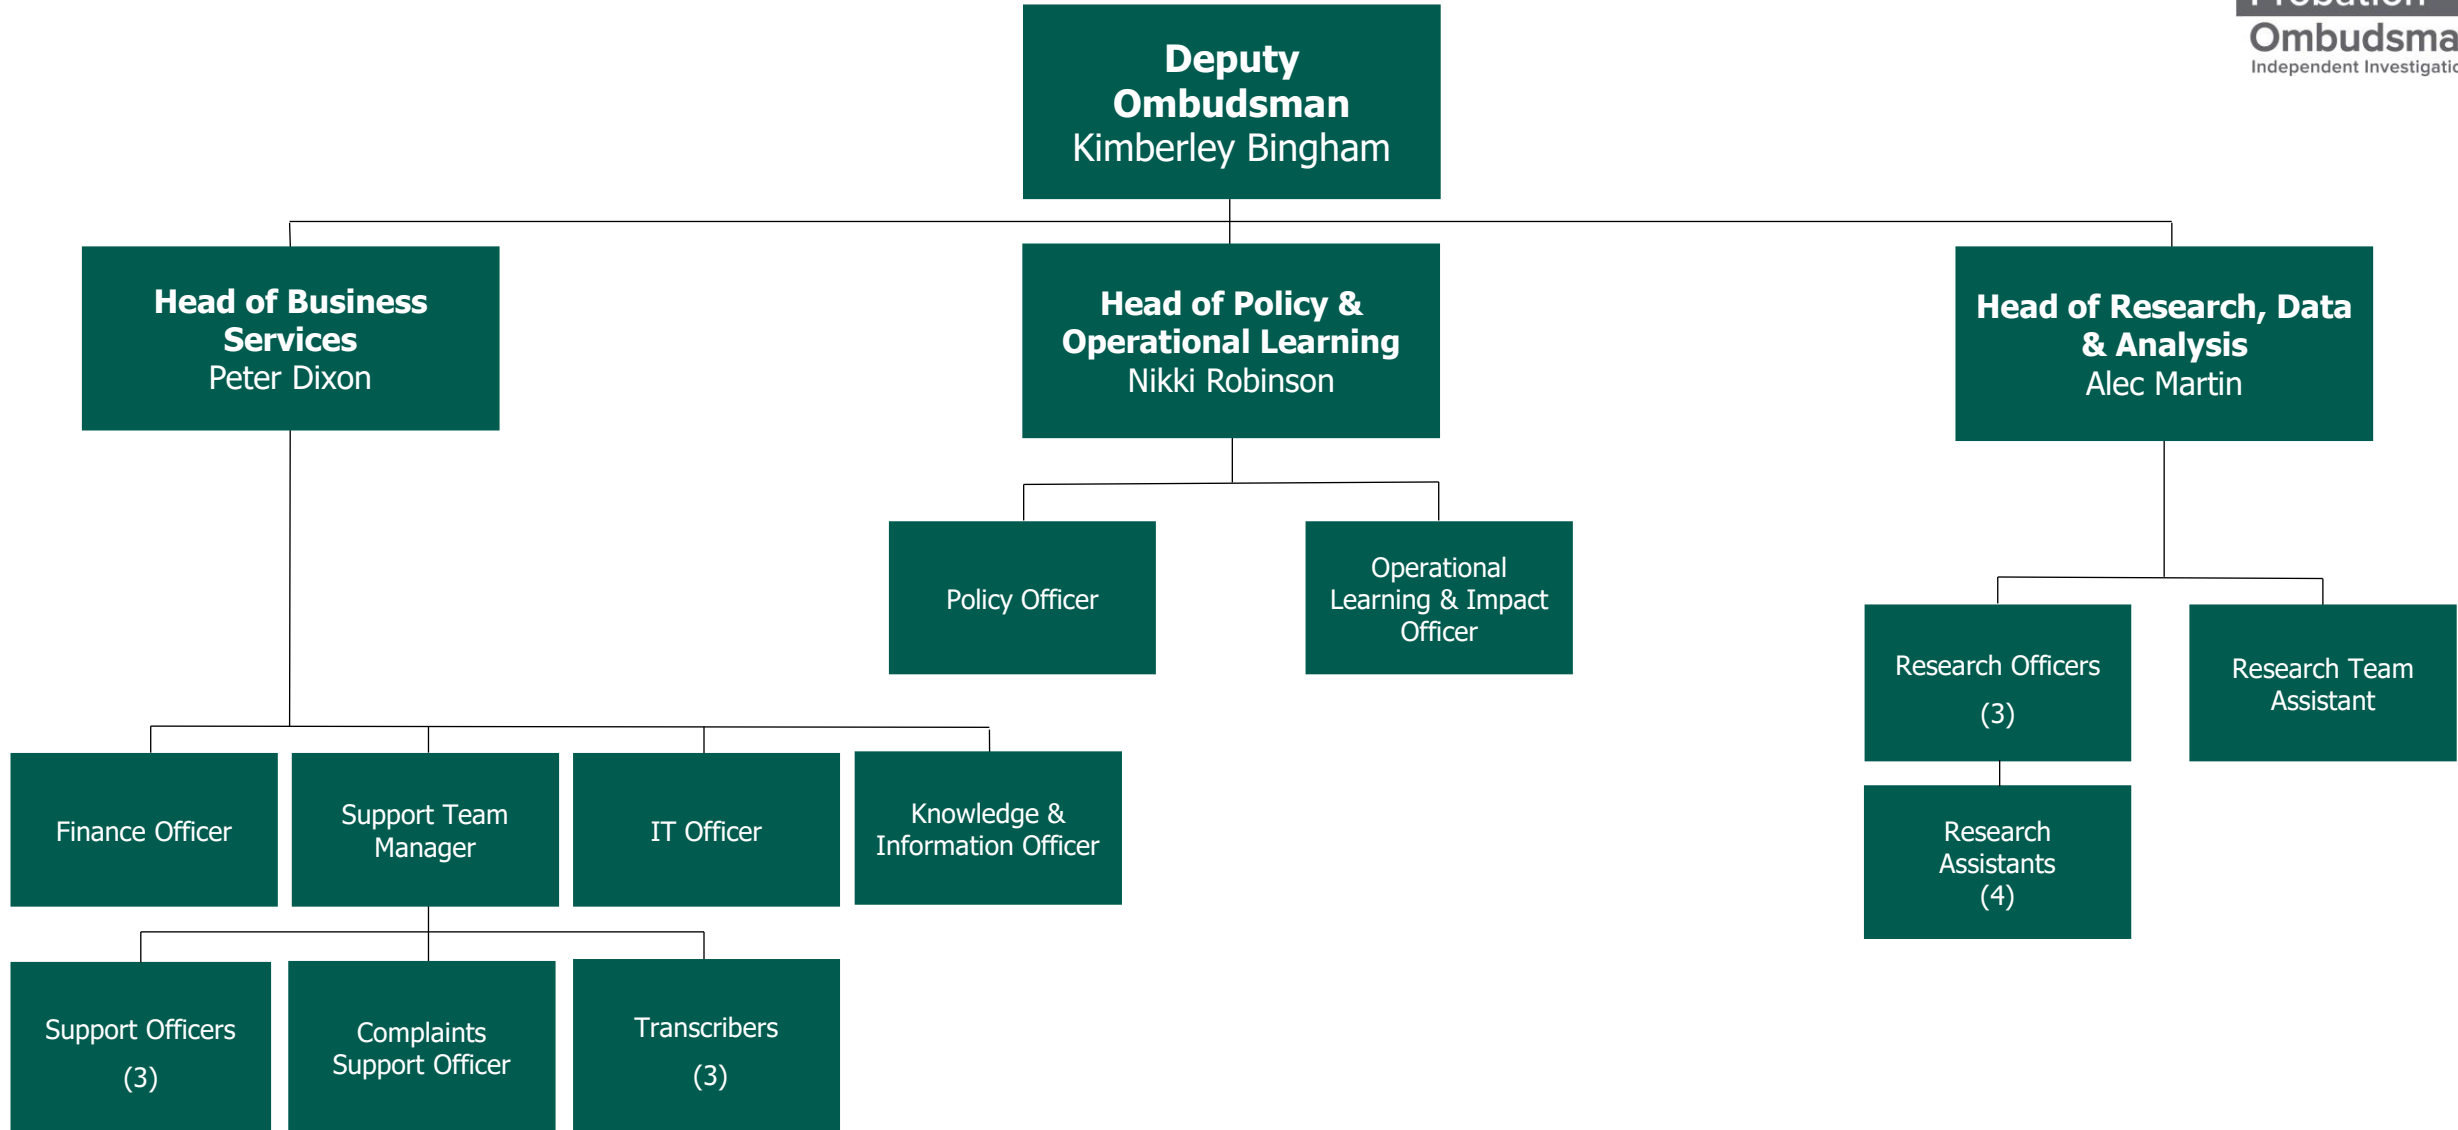 Ombudsma
Independent Investigatio
Deputy
Ombudsman
Kimberley Bingham
Head of Business
Services
Peter Dixon
Head of Policy &
Operational Learning
Nikki Robinson
Head of Research, Data
& Analysis
Alec Martin
Policy Officer
Operational
Learning & Impact
Officer
Research Officers
(3)
Research Team
Assistant
Finance Officer
Support Team
Manager
IT Officer
Knowledge &
Information Officer
Research
Assistants
(4)
Support Officers
(3)
Complaints
Support Officer
Transcribers
(3)